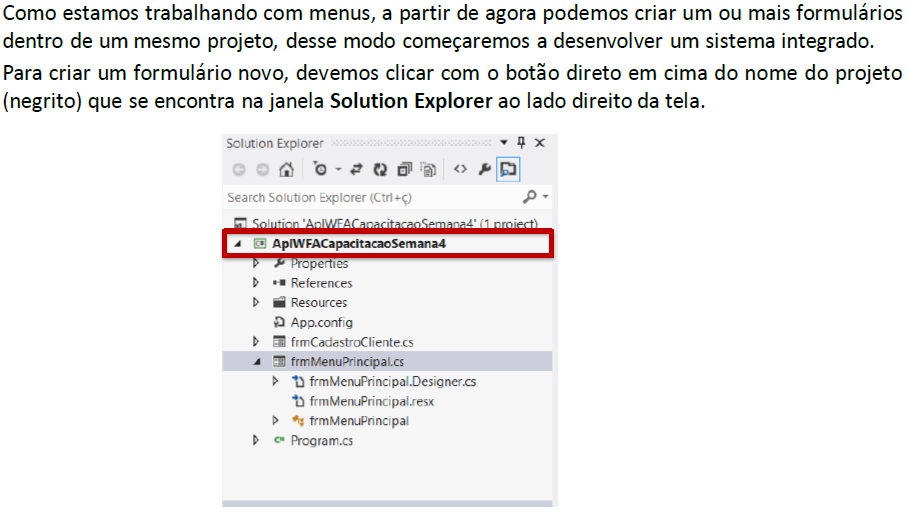 Como estamos trabalhando com menus, a partir de agora podemos criar um ou mais formulários
dentro de um mesmo projeto, desse modo começaremos a desenvolver um sistema integrado.
Para criar um formulário novo, devemos clicar com o botão direto em cima do nome do projeto
(negrito) que se encontra na janela Solution Explorer ao lado direito da tela.
Solution Explorer
Search Solution Explorer (Ctrl+ç)
Solution 'AplWFACapacitacaoSemana4' (1 project)
AplWFACapacitacaoSemana4
Properties
References
Resources
App.config
frmCadastroCliente.cs
frmMenuPrincipal.cs
frmMenuPrincipal.Designer.cs
frmMenuPrincipal.resx
frmMenuPrincipal
Program.cs